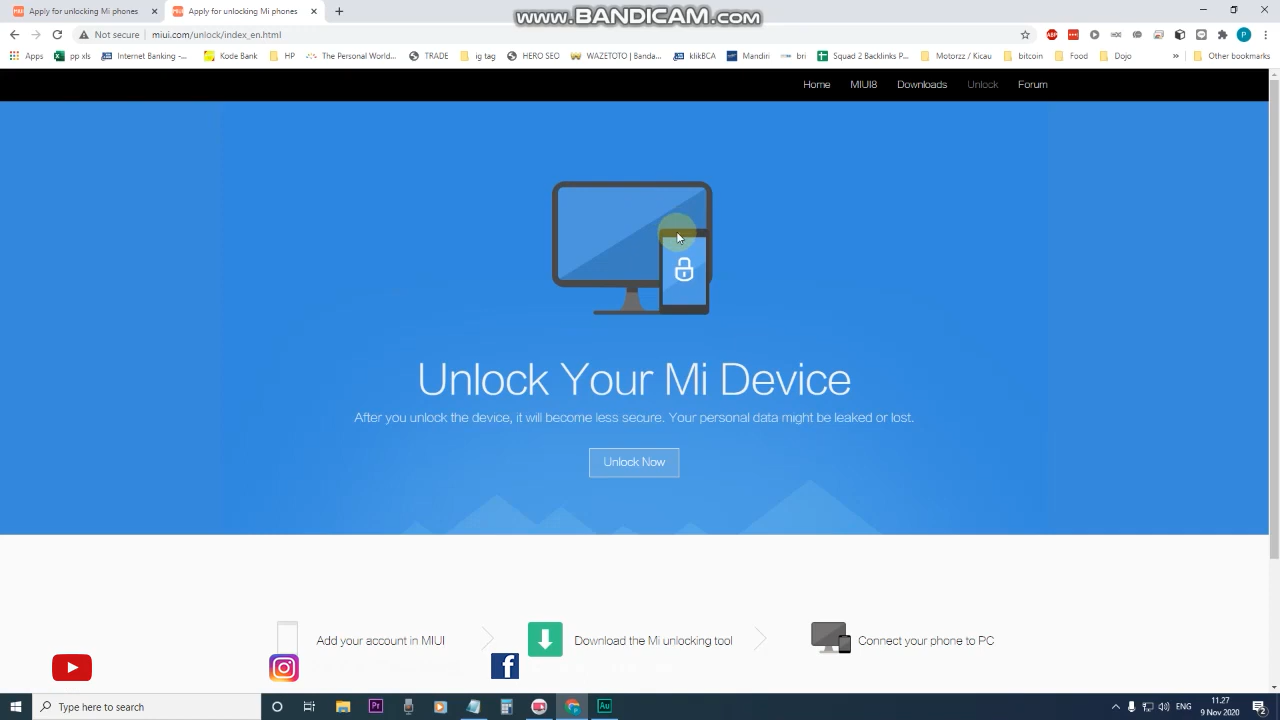 Apply for unlocking Mi phones
Apply for unlocking Mi phones
www.BANDICAM.com
Not secure
miui.com/unlock/index_en.html
ABP
P
Apps
pp xls
Internet Banking -...
Kode Bank
HP
The Personal World...
TRADE
ig tag
HERO SEO
WAZETOTO | Banda...
klikBCA
Mandiri
bri
Squad 2 Backlinks P...
Motorzz / Kicau
bitcoin
Food
Dojo
»
Other bookmarks
Home
MIUI8
Downloads
Unlock
Forum
Unlock Your Mi Device
After you unlock the device, it will become less secure. Your personal data might be leaked or lost.
Unlock Now
Add your account in MIUI
Download the Mi unlocking tool
Connect your phone to PC
f
Type here to search
Pr
Au
ENG
11.27
9 Nov 2020
2